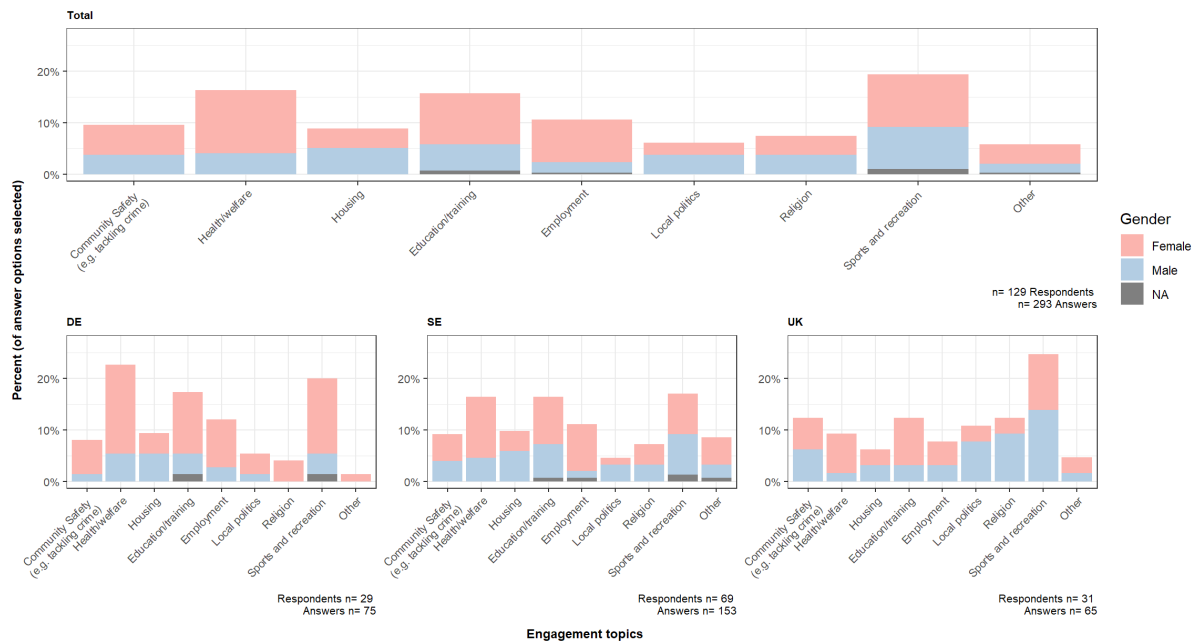 Total
Percent (of answer options selected)
20%
10%
0%
Community Safety
(e.g. tackling crime)
Health/welfare
Housing
Education/training
Employment
Local politics
Religion
Sports and recreation
Other
Gender
Female
Male
NA
n= 129 Respondents
n= 293 Answers
DE
20%
10%
0%
Community Safety
(e.g. tackling crime)
Health/welfare
Housing
Education/training
Employment
Local politics
Religion
Sports and recreation
Other
Respondents n= 29
Answers n= 75
SE
20%
10%
0%
Community Safety
(e.g. tackling crime)
Health/welfare
Housing
Education/training
Employment
Local politics
Religion
Sports and recreation
Other
Respondents n= 69
Answers n= 153
UK
20%
10%
0%
Community Safety
(e.g. tackling crime)
Health/welfare
Housing
Education/training
Employment
Local politics
Religion
Sports and recreation
Other
Respondents n= 31
Answers n= 65
Engagement topics